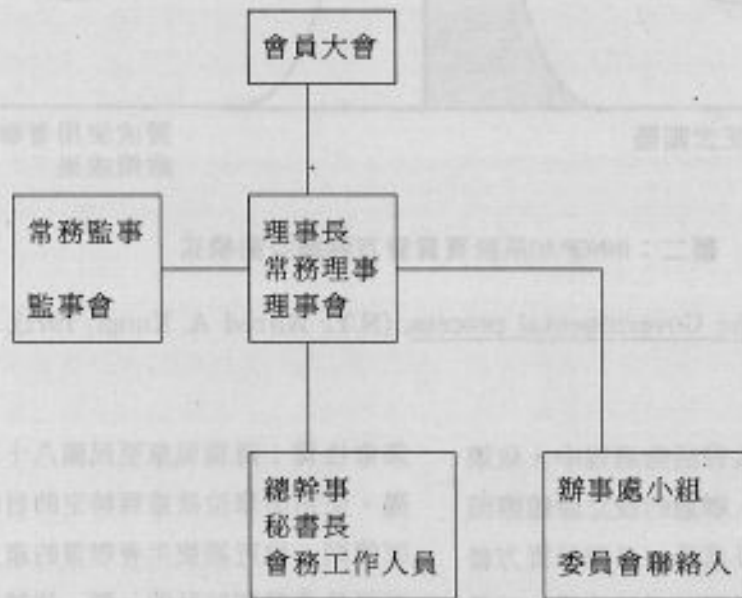 會員大會
常務監事
監事會
理事長
常務理事
理事會
總幹事
秘書長
會務工作人員
辦事處小組
委員會聯絡人